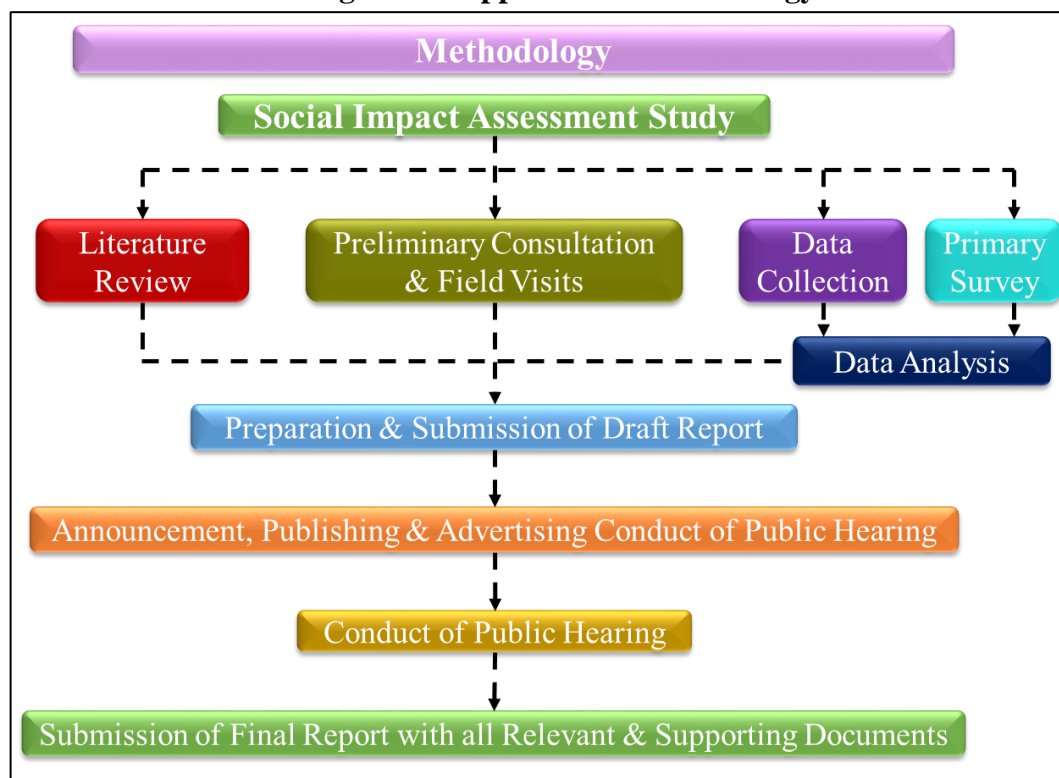 Methodology
Social Impact Assessment Study
Literature
Review
Preliminary Consultation
& Field Visits
Data
Collection
Primary
Survey
Data Analysis
Preparation & Submission of Draft Report
Announcement, Publishing & Advertising Conduct of Public Hearing
Conduct of Public Hearing
Submission of Final Report with all Relevant & Supporting Documents